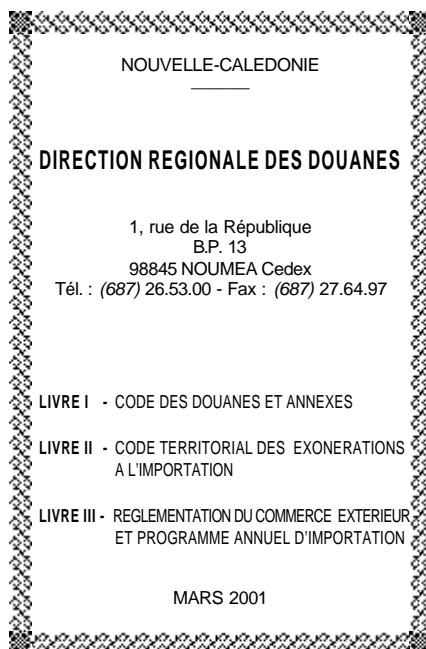 NOUVELLE-CALEDONIE
DIRECTION REGIONALE DES DOUANES
1, rue de la République
B.P. 13
98845 NOUMEA Cedex
Tél. : (687) 26.53.00 - Fax : (687) 27.64.97
LIVRE I - CODE DES DOUANES ET ANNEXES
LIVRE II - CODE TERRITORIAL DES EXONERATIONS
A L'IMPORTATION
LIVRE III - REGLEMENTATION DU COMMERCE EXTERIEUR
ET PROGRAMME ANNUEL D'IMPORTATION
MARS 2001